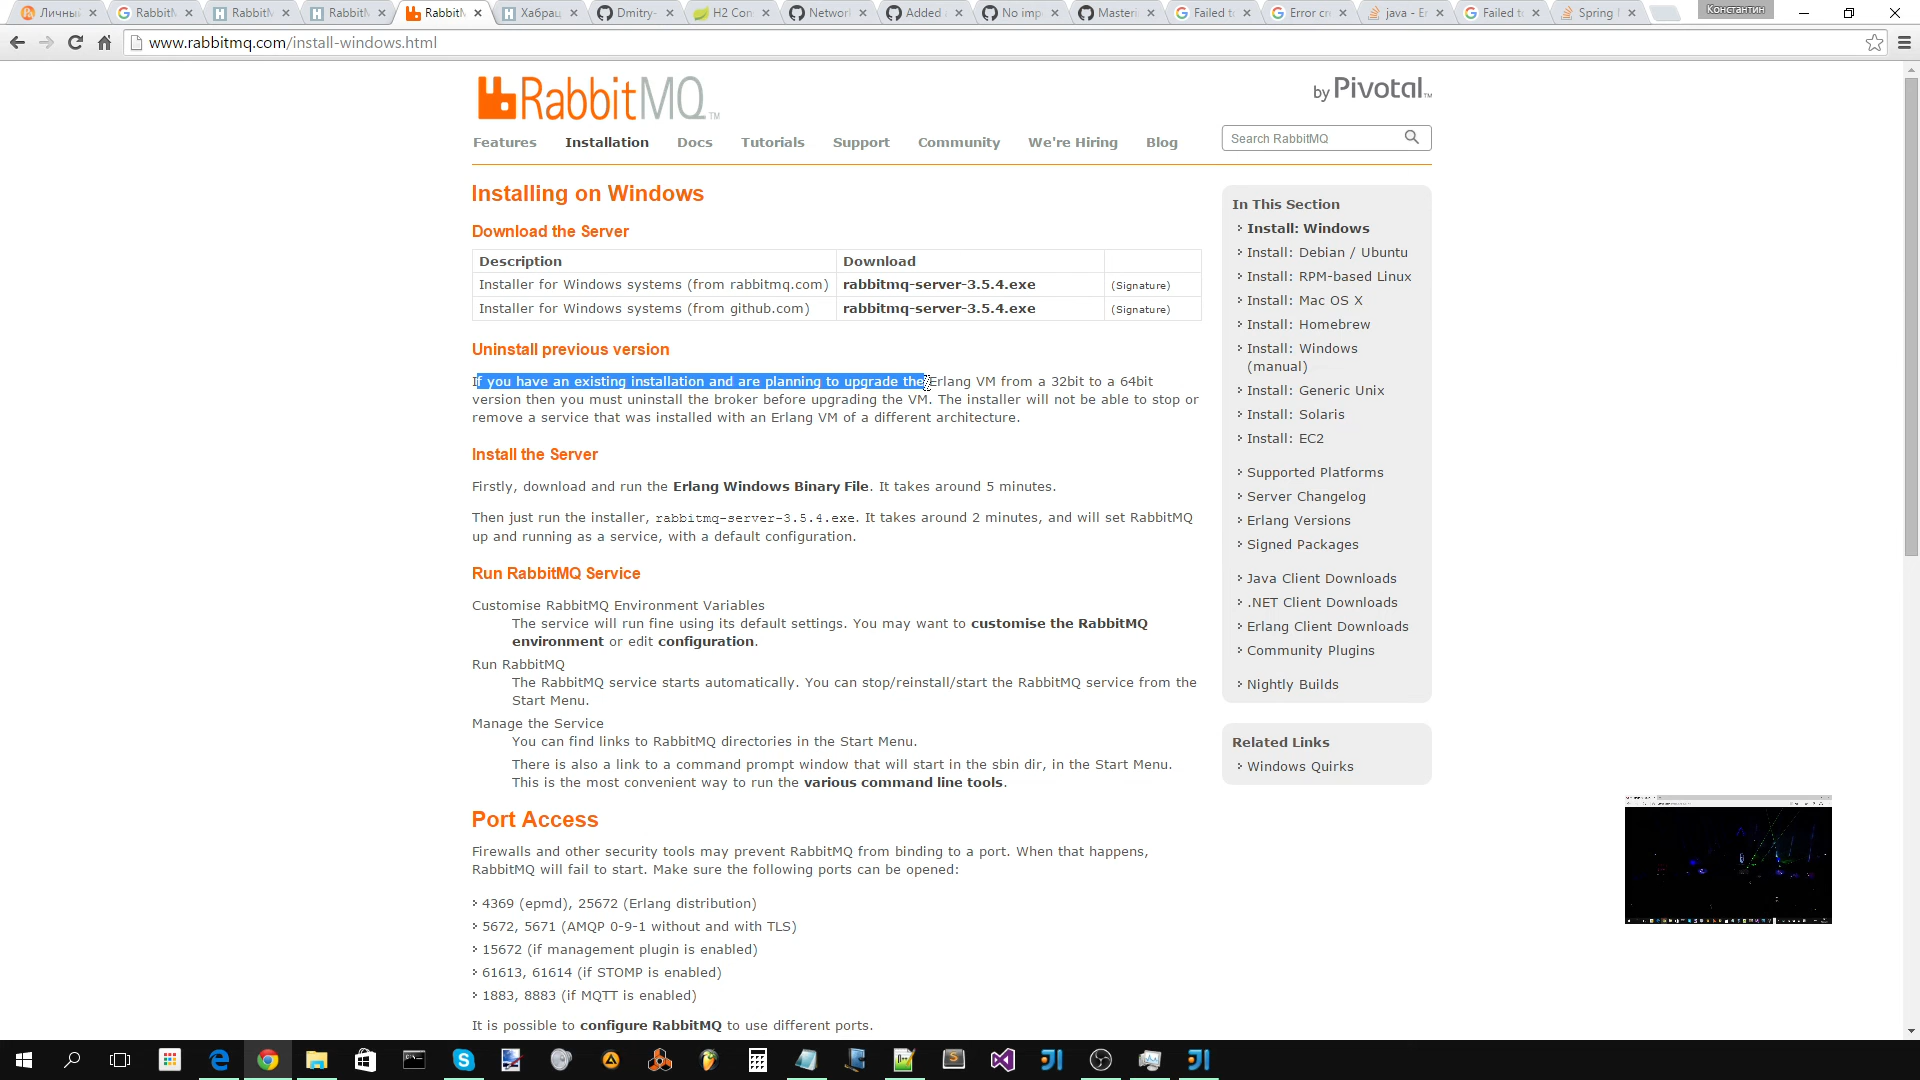 Личный
RabbitM
RabbitM
RabbitM
RabbitM
Хабрац
Dmitry-
H2 Con
Network
Added
No imp
Masteri
Failed to
Error cr
java - Er
Failed tu
Spring
Константин
www.rabbitmq.com/install-windows.html
RabbitMQ™
by Pivotal™
Features Installation Docs Tutorials Support Community We're Hiring Blog
Search RabbitMQ
Installing on Windows
Download the Server
Description Download
Installer for Windows systems (from rabbitmq.com) rabbitmq-server-3.5.4.exe (Signature)
Installer for Windows systems (from github.com) rabbitmq-server-3.5.4.exe (Signature)
Uninstall previous version
If you have an existing installation and are planning to upgrade the Erlang VM from a 32bit to a 64bit
version then you must uninstall the broker before upgrading the VM. The installer will not be able to stop or
remove a service that was installed with an Erlang VM of a different architecture.
Install the Server
Firstly, download and run the Erlang Windows Binary File. It takes around 5 minutes.
Then just run the installer, rabbitmq-server-3.5.4.exe. It takes around 2 minutes, and will set RabbitMQ
up and running as a service, with a default configuration.
Run RabbitMQ Service
Customise RabbitMQ Environment Variables
The service will run fine using its default settings. You may want to customise the RabbitMQ
environment or edit configuration.
Run RabbitMQ
The RabbitMQ service starts automatically. You can stop/reinstall/start the RabbitMQ service from the
Start Menu.
Manage the Service
You can find links to RabbitMQ directories in the Start Menu.
There is also a link to a command prompt window that will start in the sbin dir, in the Start Menu.
This is the most convenient way to run the various command line tools.
Port Access
Firewalls and other security tools may prevent RabbitMQ from binding to a port. When that happens,
RabbitMQ will fail to start. Make sure the following ports can be opened:
4369 (epmd), 25672 (Erlang distribution)
5672, 5671 (AMQP 0-9-1 without and with TLS)
15672 (if management plugin is enabled)
61613, 61614 (if STOMP is enabled)
1883, 8883 (if MQTT is enabled)
It is possible to configure RabbitMQ to use different ports.
In This Section
Install: Windows
Install: Debian / Ubuntu
Install: RPM-based Linux
Install: Mac OS X
Install: Homebrew
Install: Windows
(manual)
Install: Generic Unix
Install: Solaris
Install: EC2
Supported Platforms
Server Changelog
Erlang Versions
Signed Packages
Java Client Downloads
.NET Client Downloads
Erlang Client Downloads
Community Plugins
Nightly Builds
Related Links
Windows Quirks